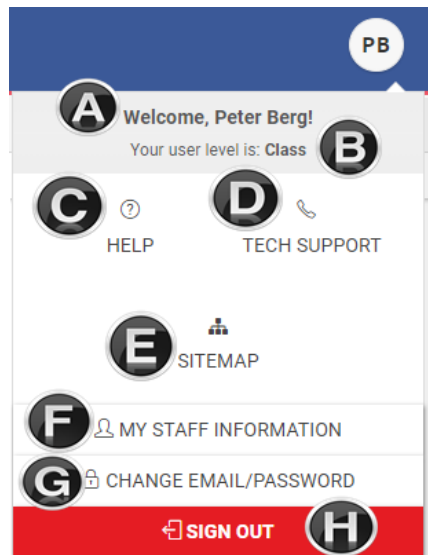 PB
A
Welcome, Peter Berg!
Your user level is: Class
B
C
D
HELP
TECH SUPPORT
E
SITEMAP
F
MY STAFF INFORMATION
G
CHANGE EMAIL/PASSWORD
SIGN OUT
H